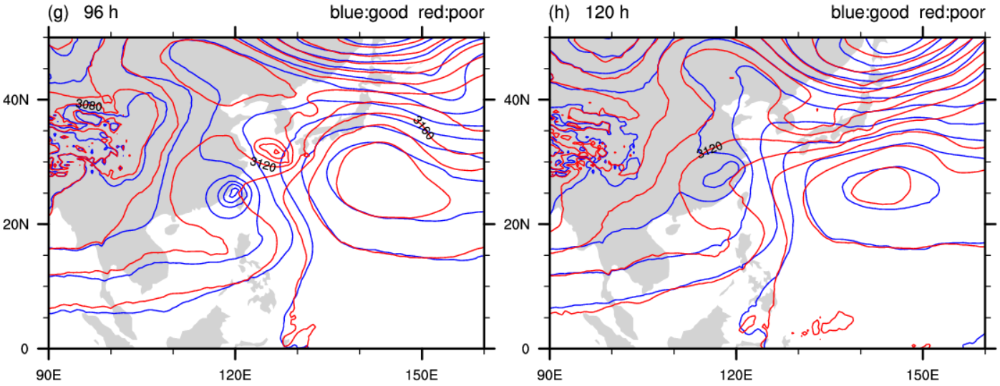 (g) 96 h blue:good red:poor
(h) 120 h blue:good red:poor
40N
20N
0
90E 120E 150E
3080
3160
3120
40N
20N
0
90E 120E 150E
3120